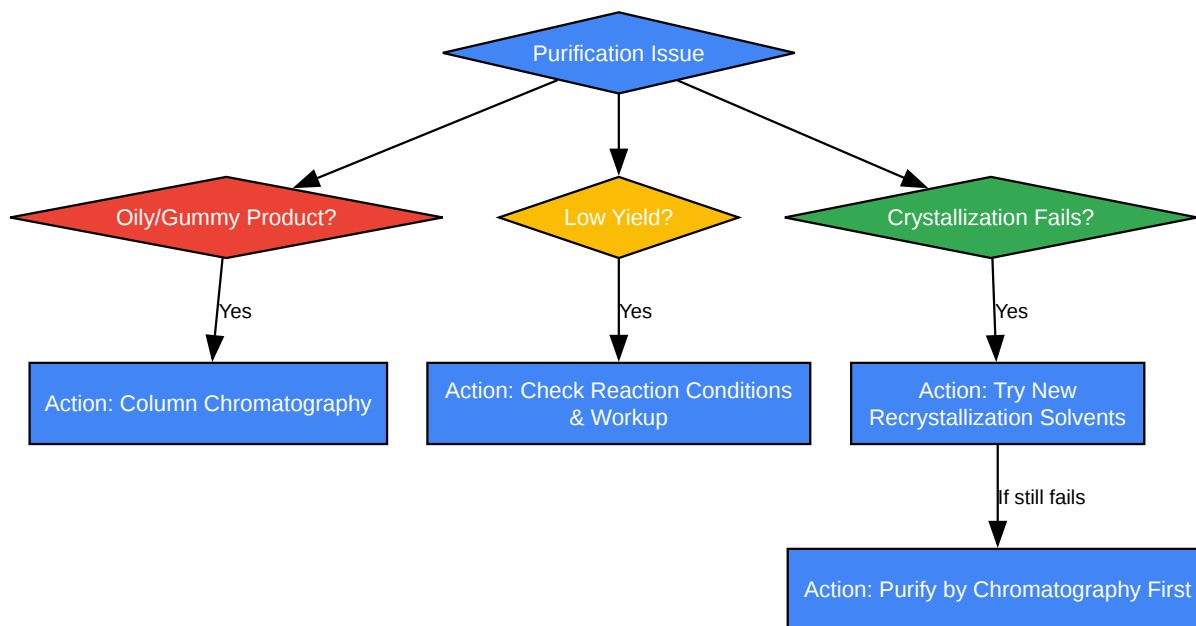 Purification Issue
Oily/Gummy Product?
Low Yield?
Crystallization Fails?
Yes
Yes
Yes
Action: Column Chromatography
Action: Check Reaction Conditions
& Workup
Action: Try New
Recrystallization Solvents
If still fails
Action: Purify by Chromatography First